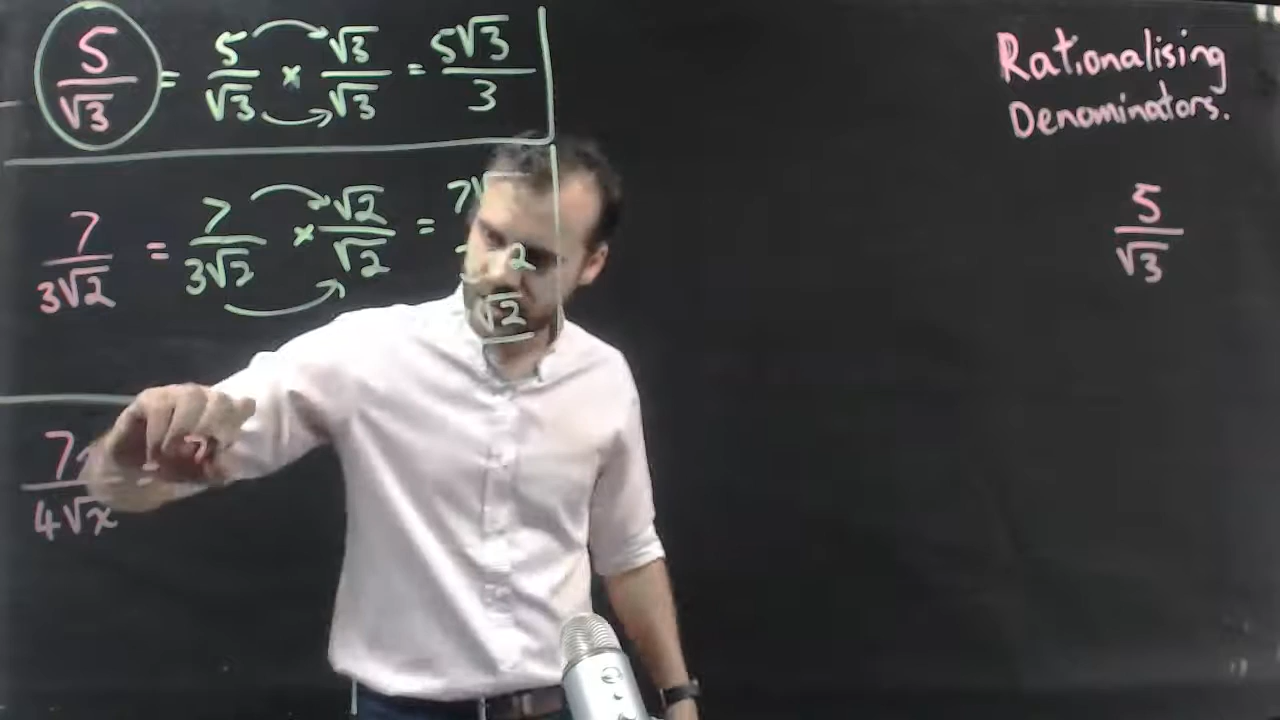 5/√3 = 5/√3 × √3/√3 = 5√3/3
Rationalising
Denominators.
5/√3
7/3√2 = 7/3√2 × √2/√2 =
4√x